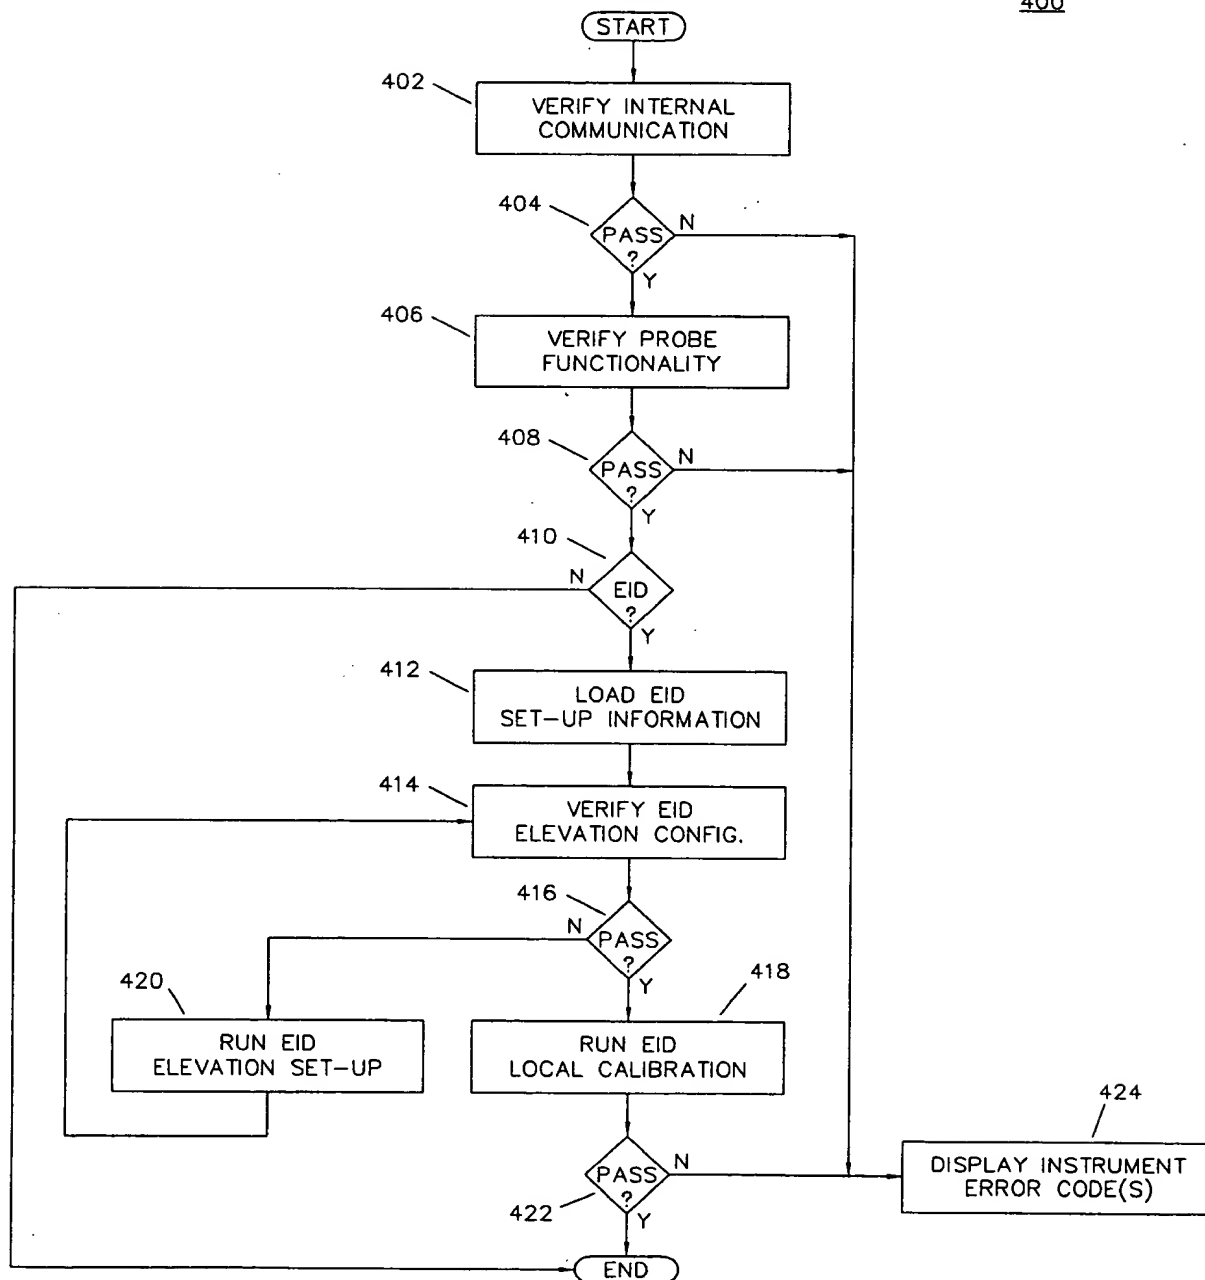 400
START
402
VERIFY INTERNAL
COMMUNICATION
404
PASS
?
N
Y
406
VERIFY PROBE
FUNCTIONALITY
408
PASS
?
N
Y
410
N
EID
?
Y
412
LOAD EID
SET-UP INFORMATION
414
VERIFY EID
ELEVATION CONFIG.
416
N
PASS
?
Y
420
RUN EID
ELEVATION SET-UP
418
RUN EID
LOCAL CALIBRATION
422
PASS
?
N
Y
424
DISPLAY INSTRUMENT
ERROR CODE(S)
END